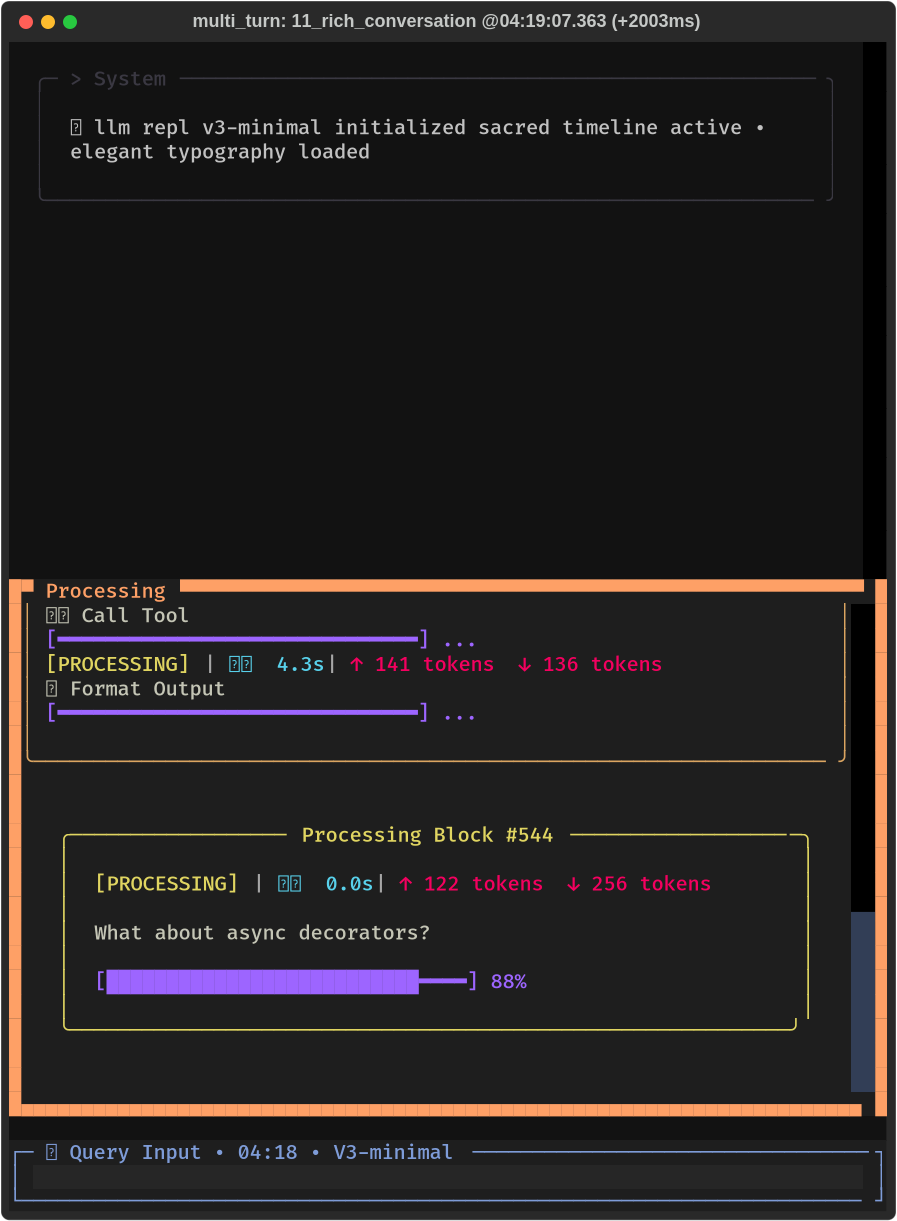 multi_turn: 11_rich_conversation @04:19:07.363 (+2003ms)
> System
llm repl v3-minimal initialized sacred timeline active •
elegant typography loaded
Processing
Call Tool
[━━━━━━━━━━━━━━━━━━━━━━━━━━━━━━] ...
[PROCESSING] | 4.3s| ↑ 141 tokens ↓ 136 tokens
Format Output
[━━━━━━━━━━━━━━━━━━━━━━━━━━━━━━] ...
Processing Block #544
[PROCESSING] | 0.0s| ↑ 122 tokens ↓ 256 tokens
What about async decorators?
[██████████████████████████━━━━] 88%
Query Input • 04:18 • V3-minimal